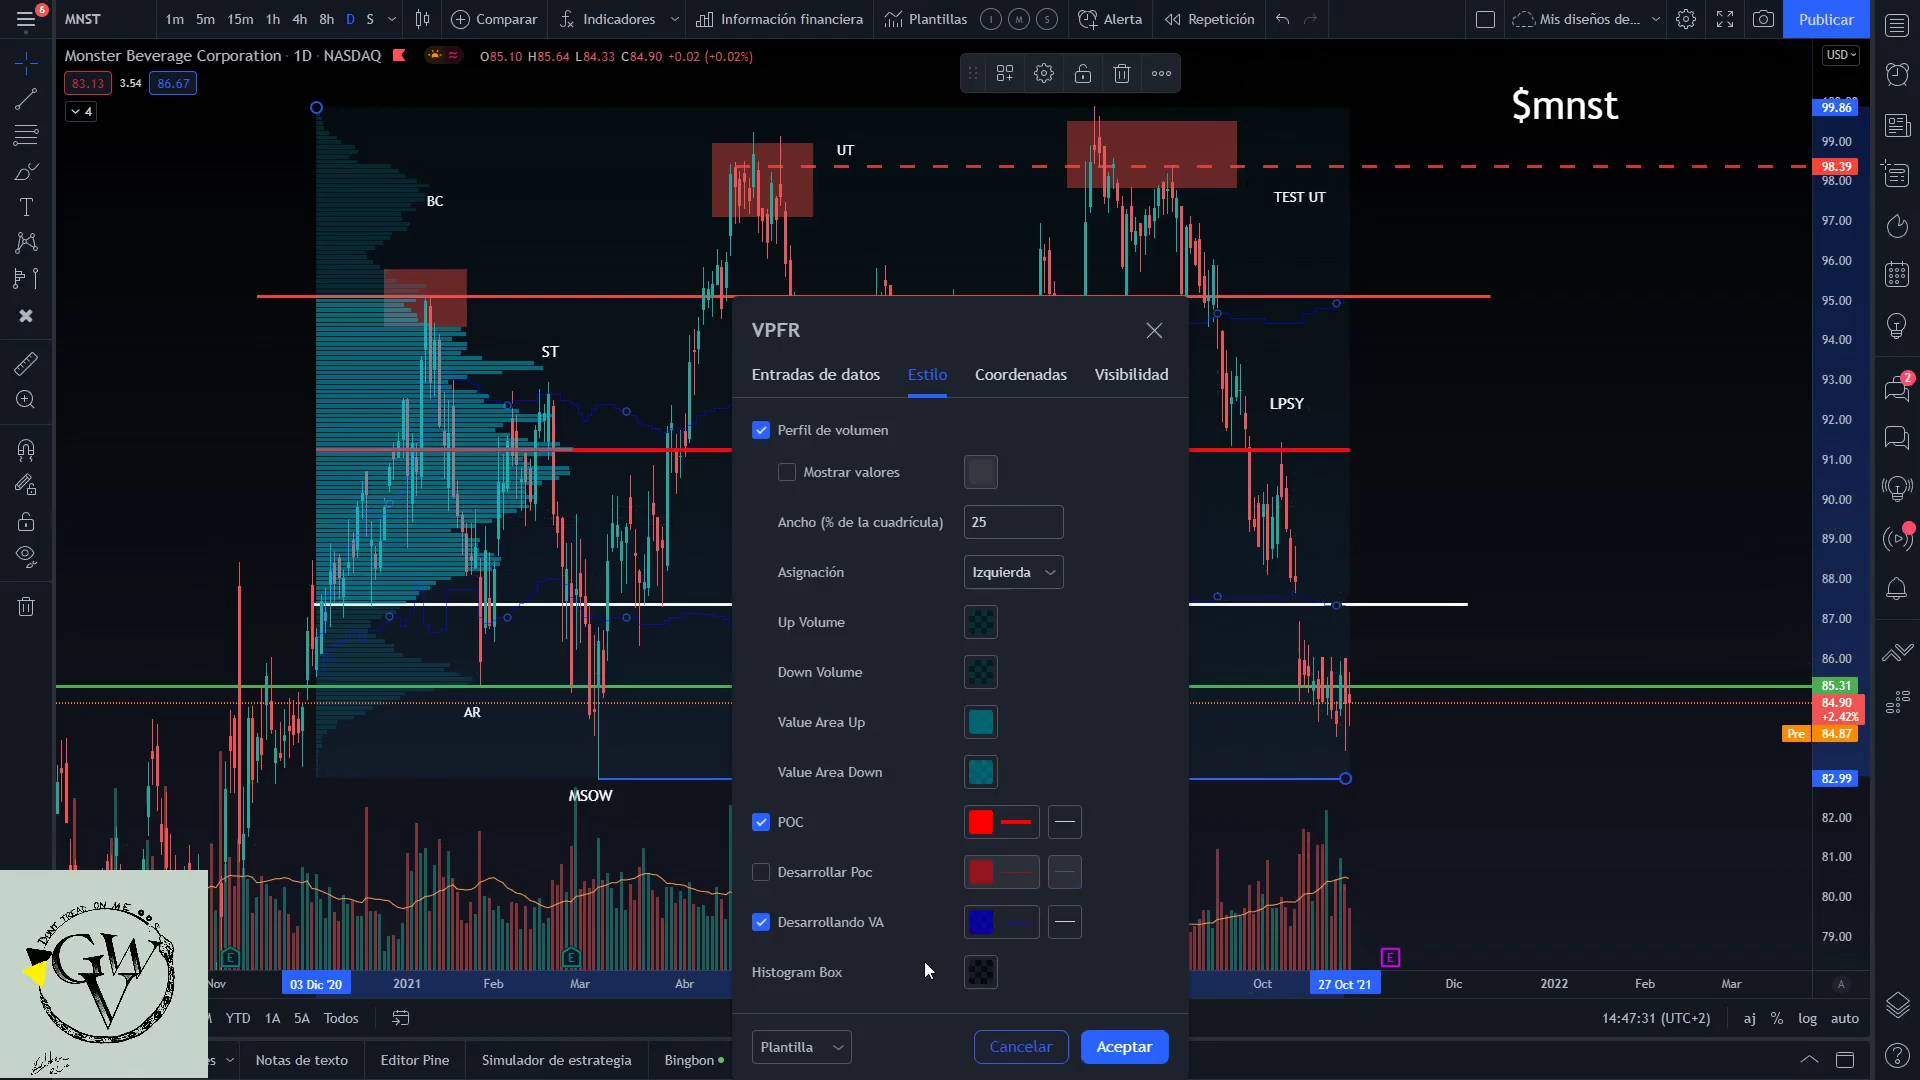 6
MNST
1m 5m 15m 1h 4h 8h D S
Comparar
Indicadores
Información financiera
Plantillas
I M S
Alerta
Repetición
Mis diseños de...
Publicar
Monster Beverage Corporation · 1D · NASDAQ
O85.10 H85.64 L84.33 C84.90 +0.02 (+0.02%)
USD
83.13 3.54 86.67
4
$mnst
99.86
99.00
98.39
98.00
97.00
96.00
95.00
94.00
93.00
92.00
91.00
90.00
89.00
88.00
87.00
86.00
85.31
84.90
+2.42%
Pre 84.87
82.99
82.00
81.00
80.00
79.00
2
UT
BC
TEST UT
ST
LPSY
AR
MSOW
VPFR
Entradas de datos Estilo Coordenadas Visibilidad
Perfil de volumen
Mostrar valores
Ancho (% de la cuadrícula) 25
Asignación Izquierda
Up Volume
Down Volume
Value Area Up
Value Area Down
POC
Desarrollar Poc
Desarrollando VA
Histogram Box
Plantilla
Cancelar
Aceptar
E
E
E
Nov 03 Dic '20 2021 Feb Mar Abr Oct 27 Oct '21 Dic 2022 Feb Mar
A
YTD 1A 5A Todos
14:47:31 (UTC+2) aj % log auto
Notas de texto Editor Pine Simulador de estrategia Bingbon
DONT TREAD ON ME
GWV